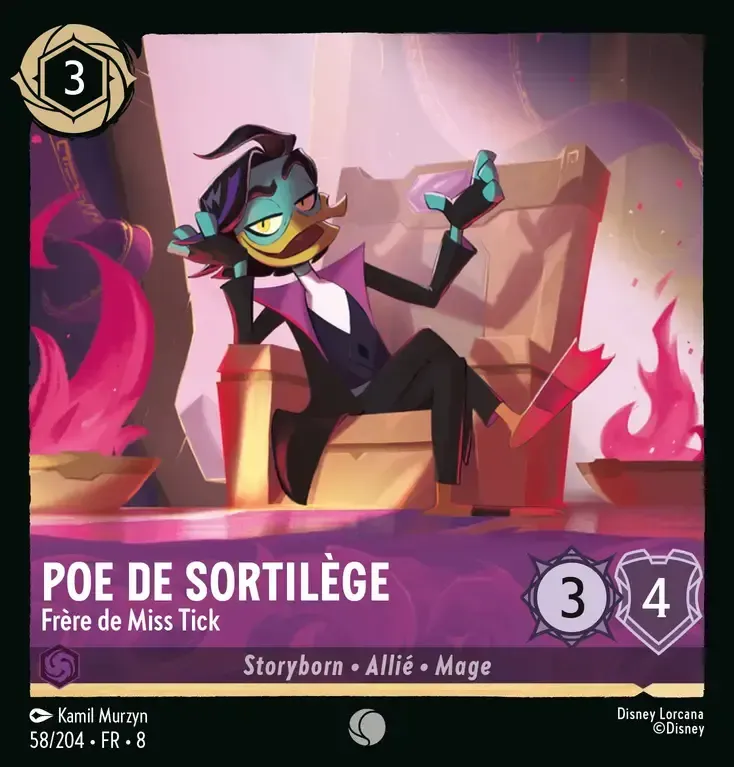 3
POE DE SORTILÈGE
Frère de Miss Tick
3
4
Storyborn • Allié • Mage
Kamil Murzyn
Disney Lorcana
58/204 • FR • 8
©Disney